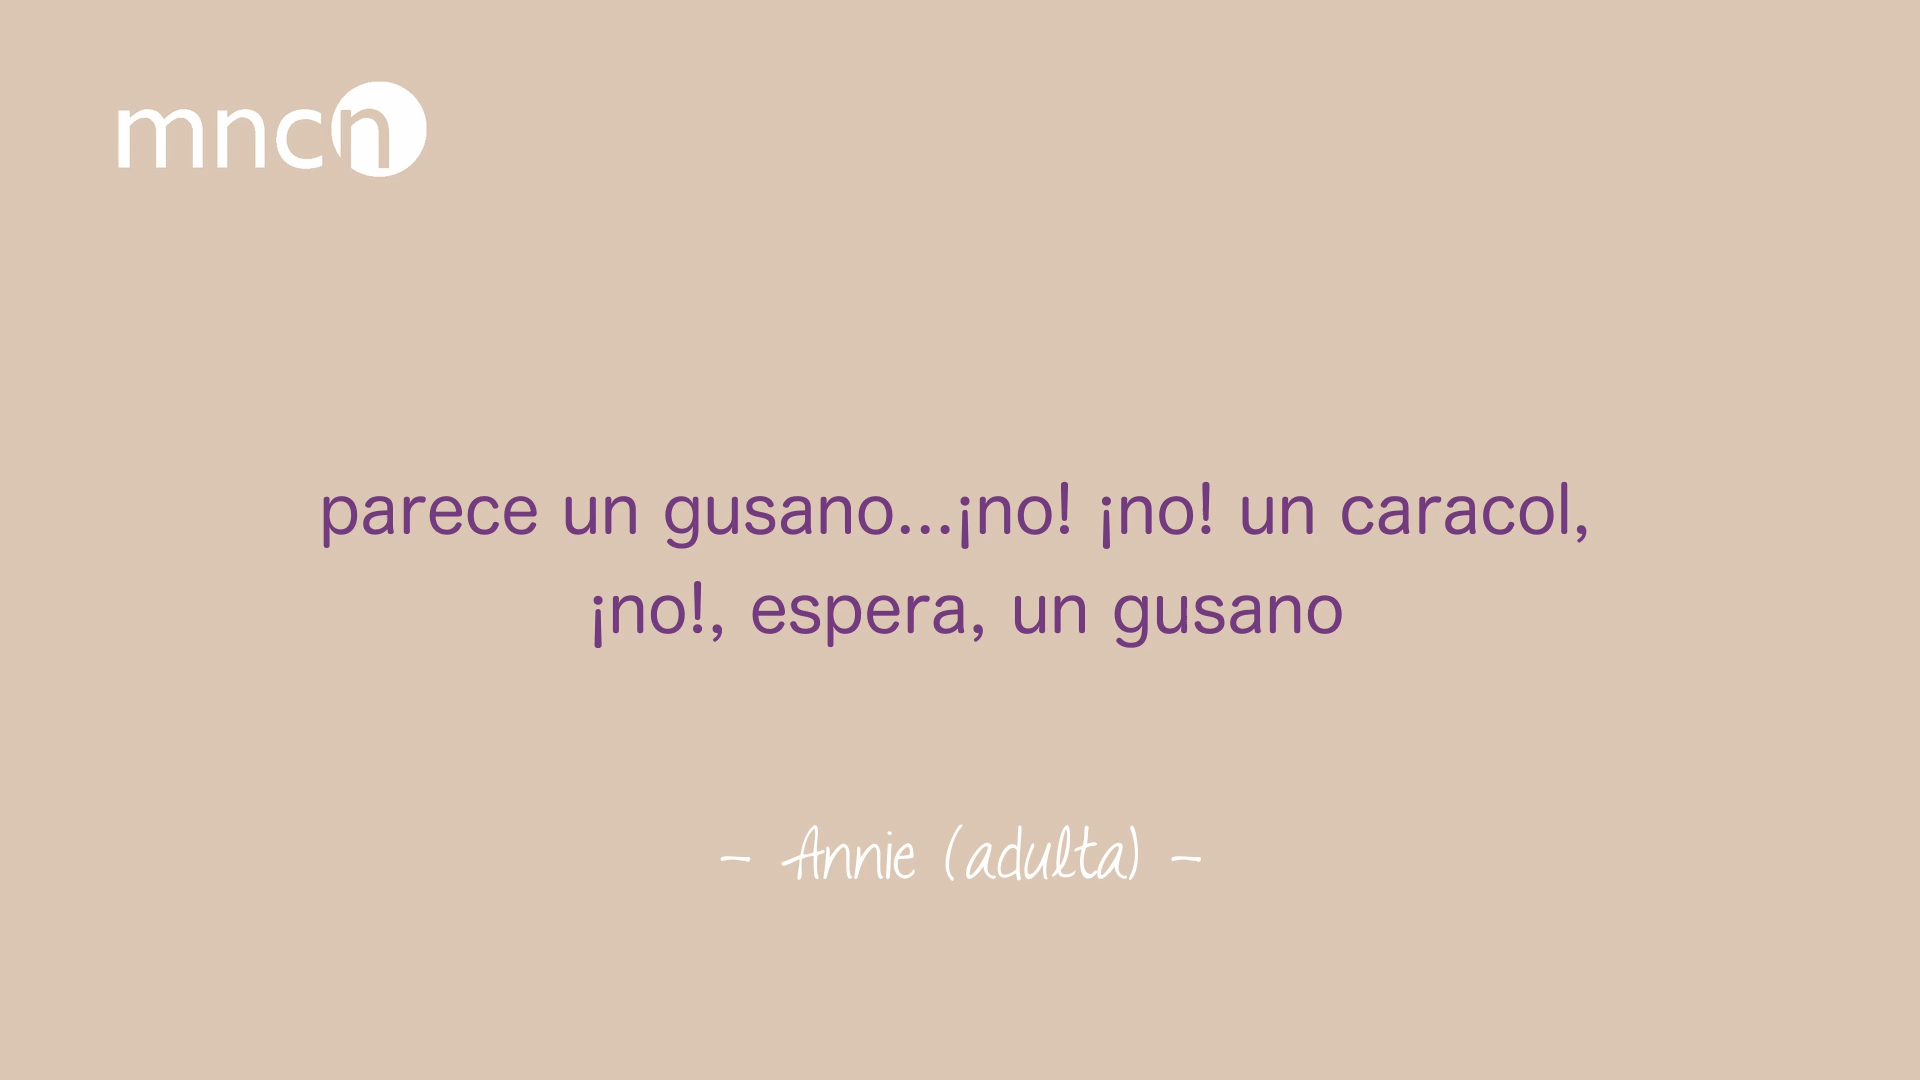 mncn
parece un gusano...¡no! ¡no! un caracol,
¡no!, espera, un gusano
- Annie (adulta) -